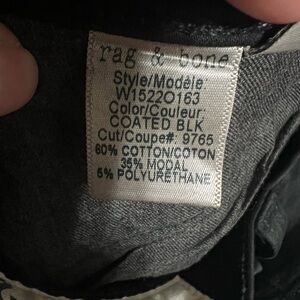 rag & bone
Style/Modèle:
W1522O163
Color/Couleur:
COATED BLK
Cut/Coupe#: 9765
60% COTTON/COTON
35% MODAL
5% POLYURETHANE